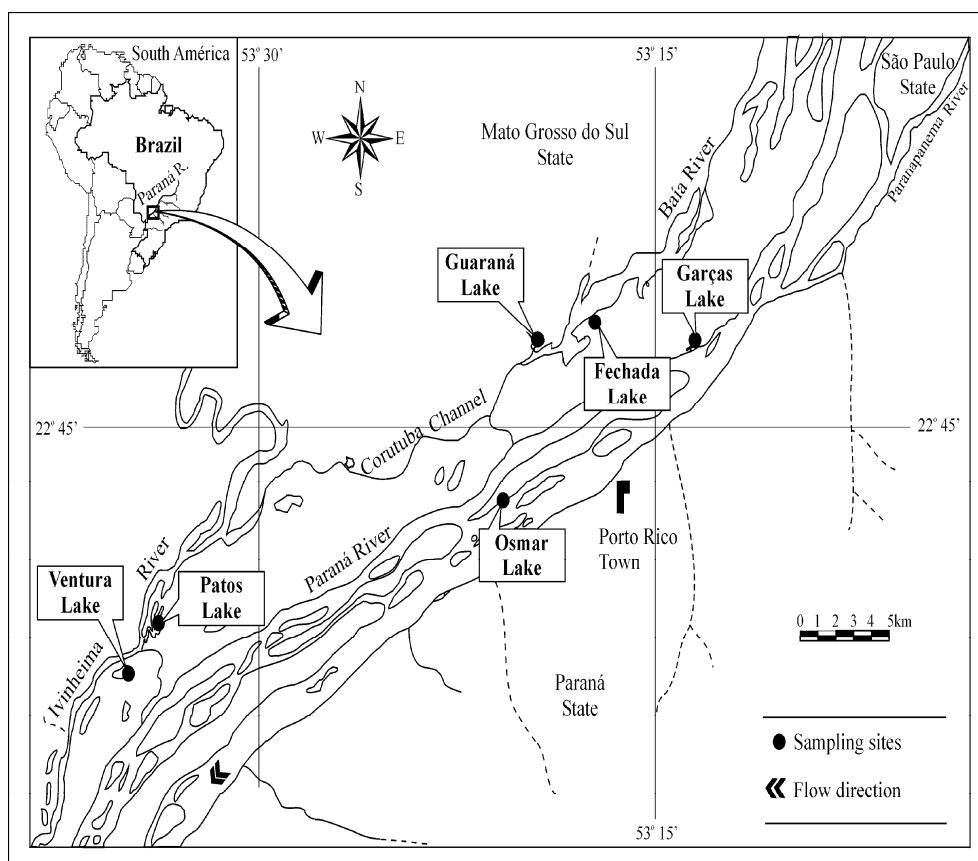 South América
Brazil
Paraná R.
53° 30'
53° 15'
N
W
E
S
Mato Grosso do Sul
State
São Paulo
State
Paranapanema River
Baía River
Guaraná
Lake
Garças
Lake
Fechada
Lake
22° 45'
22° 45'
Corutuba Channel
Osmar
Lake
Porto Rico
Town
Paraná River
River
Ivinheima
Ventura
Lake
Patos
Lake
0 1 2 3 4 5km
Paraná
State
Sampling sites
Flow direction
53° 15'